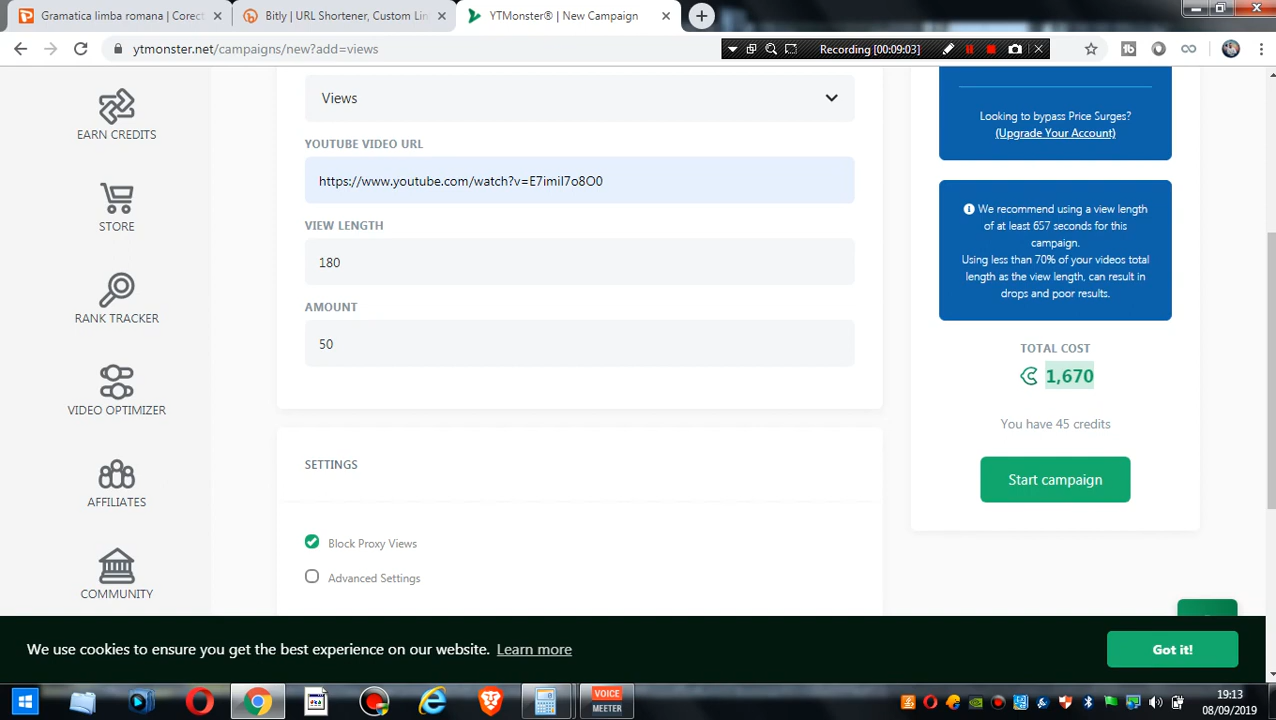 Gramatica limba romana | Corect
Bitly | URL Shortener, Custom Lin
YTMonster® | New Campaign
ytmonster.net/campaigns/new?add=views
Recording [00:09:03]
EARN CREDITS
STORE
RANK TRACKER
VIDEO OPTIMIZER
AFFILIATES
COMMUNITY
Views
YOUTUBE VIDEO URL
https://www.youtube.com/watch?v=E7imiI7o8O0
VIEW LENGTH
180
AMOUNT
50
SETTINGS
Block Proxy Views
Advanced Settings
Looking to bypass Price Surges?
(Upgrade Your Account)
We recommend using a view length
of at least 657 seconds for this
campaign.
Using less than 70% of your videos total
length as the view length, can result in
drops and poor results.
TOTAL COST
1,670
You have 45 credits
Start campaign
We use cookies to ensure you get the best experience on our website. Learn more
Got it!
VOICE
MEETER
19:13
08/09/2019